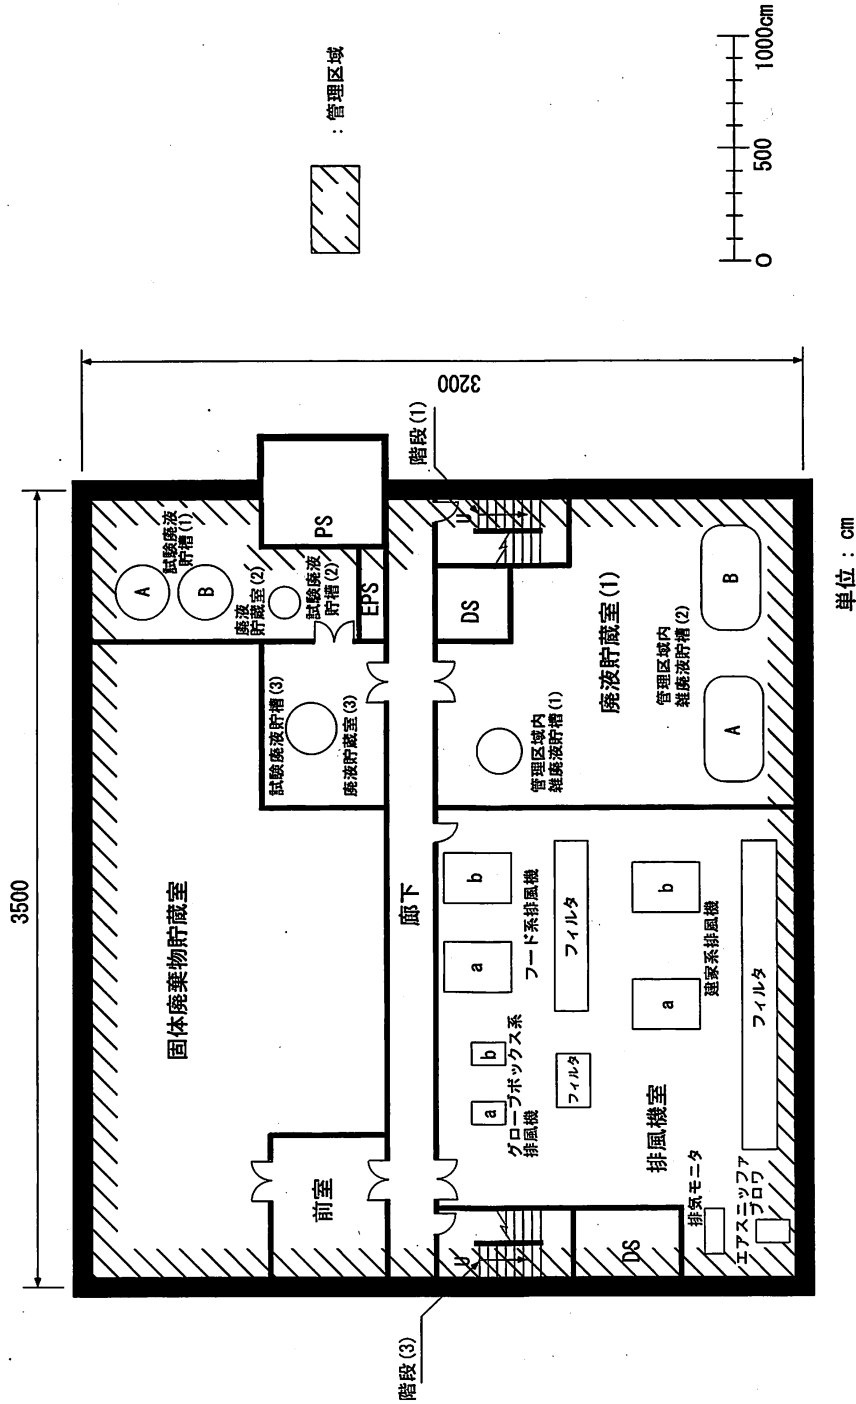 3500
3200
階段(1)
階段(3)
固体廃棄物貯蔵室
前室
廊下
試験廃液
貯槽(1)
A
B
廃液
貯蔵室(2)
試験廃液
貯槽(2)
試験廃液貯槽(3)
廃液貯蔵室(3)
PS
EPS
DS
U
廃液貯蔵室(1)
管理区域内
雑廃液貯槽(1)
管理区域内
雑廃液貯槽(2)
A
B
排風機室
a
b
フード系排風機
フィルタ
a
b
グローブボックス系
排風機
フィルタ
a
b
建家系排風機
フィルタ
排気モニタ
エアスニッファ
ブロワ
DS
U
:管理区域
0
500
1000cm
単位:cm